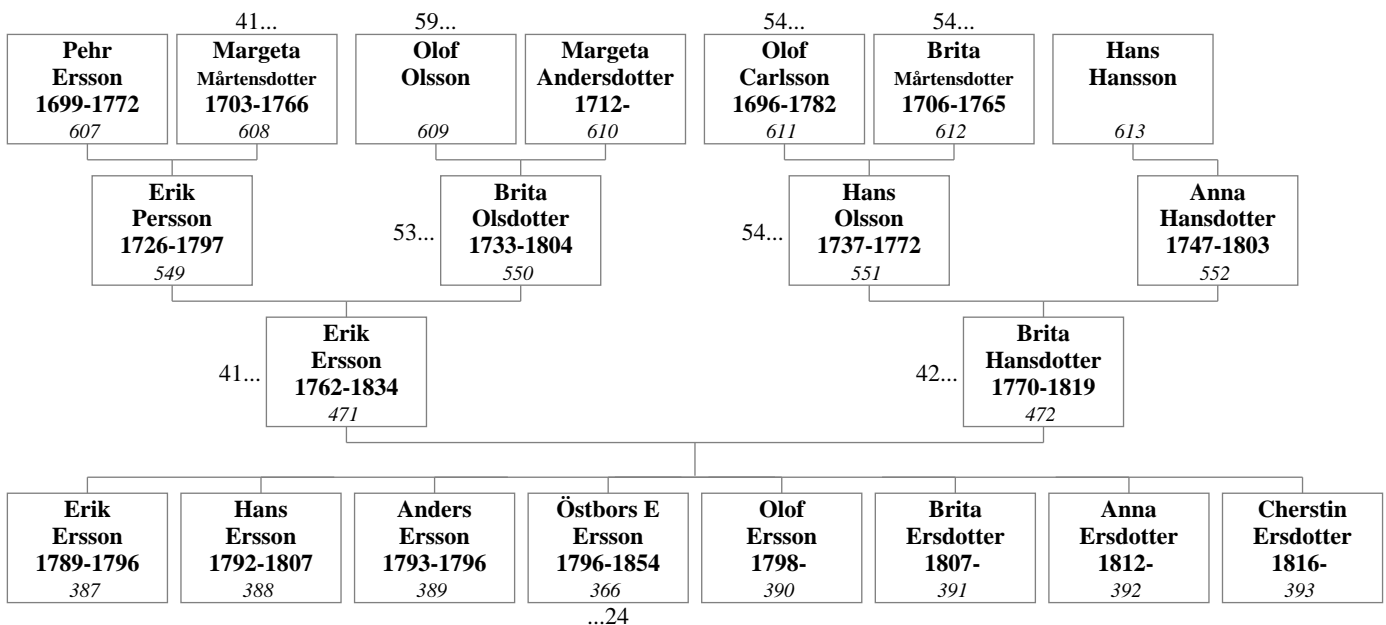 41...
59...
54...
54...
Pehr
Ersson
1699-1772
607
Margeta
Mårtensdotter
1703-1766
608
Olof
Olsson
609
Margeta
Andersdotter
1712-
610
Olof
Carlsson
1696-1782
611
Brita
Mårtensdotter
1706-1765
612
Hans
Hansson
613
Erik
Persson
1726-1797
549
53...
Brita
Olsdotter
1733-1804
550
54...
Hans
Olsson
1737-1772
551
Anna
Hansdotter
1747-1803
552
41...
Erik
Ersson
1762-1834
471
42...
Brita
Hansdotter
1770-1819
472
Erik
Ersson
1789-1796
387
Hans
Ersson
1792-1807
388
Anders
Ersson
1793-1796
389
Östbors E
Ersson
1796-1854
366
Olof
Ersson
1798-
390
Brita
Ersdotter
1807-
391
Anna
Ersdotter
1812-
392
Cherstin
Ersdotter
1816-
393
...24